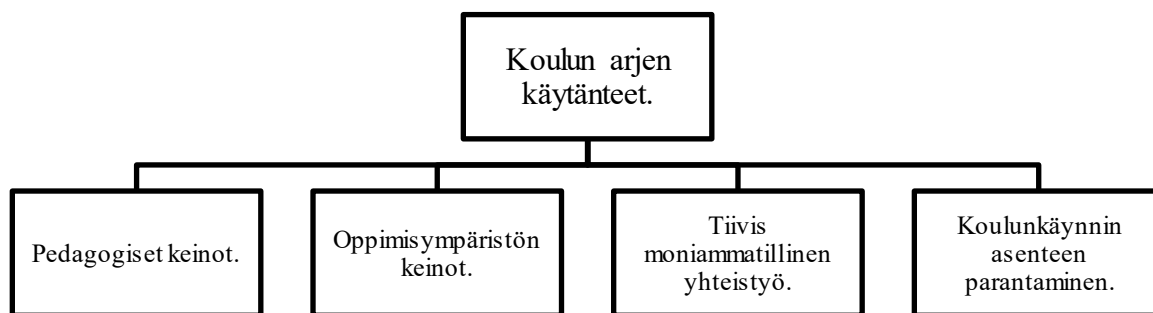 Koulun arjen
käytänteet.
Pedagogiset keinot.
Oppimisympäristön
keinot.
Tiivis
moniammatillinen
yhteistyö.
Koulunkäynnin
asenteen
parantaminen.